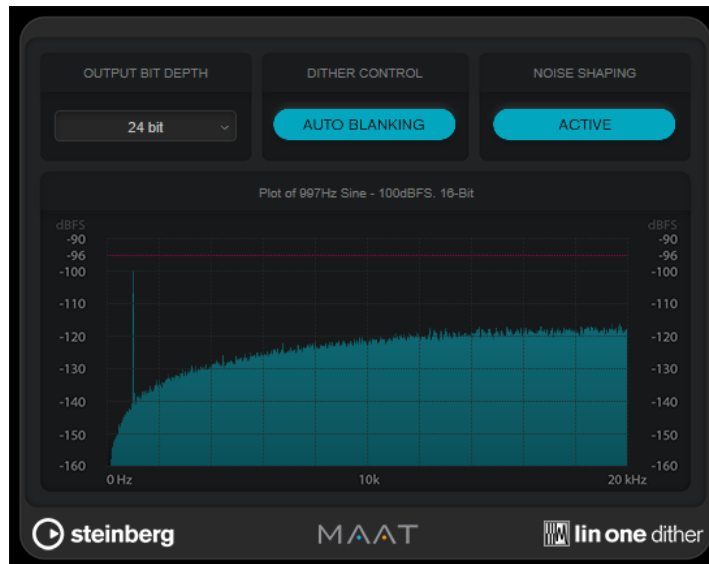 OUTPUT BIT DEPTH
DITHER CONTROL
NOISE SHAPING
24 bit
AUTO BLANKING
ACTIVE
Plot of 997Hz Sine - 100dBFS. 16-Bit
dBFS dBFS
-90 -90
-96 -96
-100 -100
-110 -110
-120 -120
-130 -130
-140 -140
-150 -150
-160 -160
0 Hz 10k 20 kHz
steinberg
MAAT
lin one dither